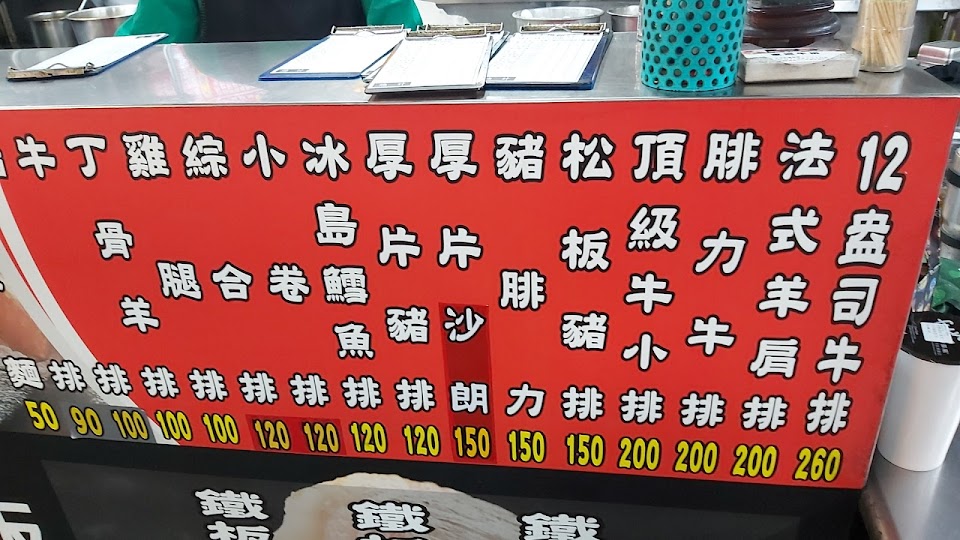 12盎司牛排 260
法式羊肩排 200
腓力牛排 200
頂級牛小排 200
松板豬排 150
豬腓力 150
厚片沙朗 150
厚片豬排 120
冰島鱈魚排 120
小卷排 120
綜合排 120
雞腿排 100
丁骨羊排 100
牛排 100
排 90
麵 50
鐵板
鐵板
鐵